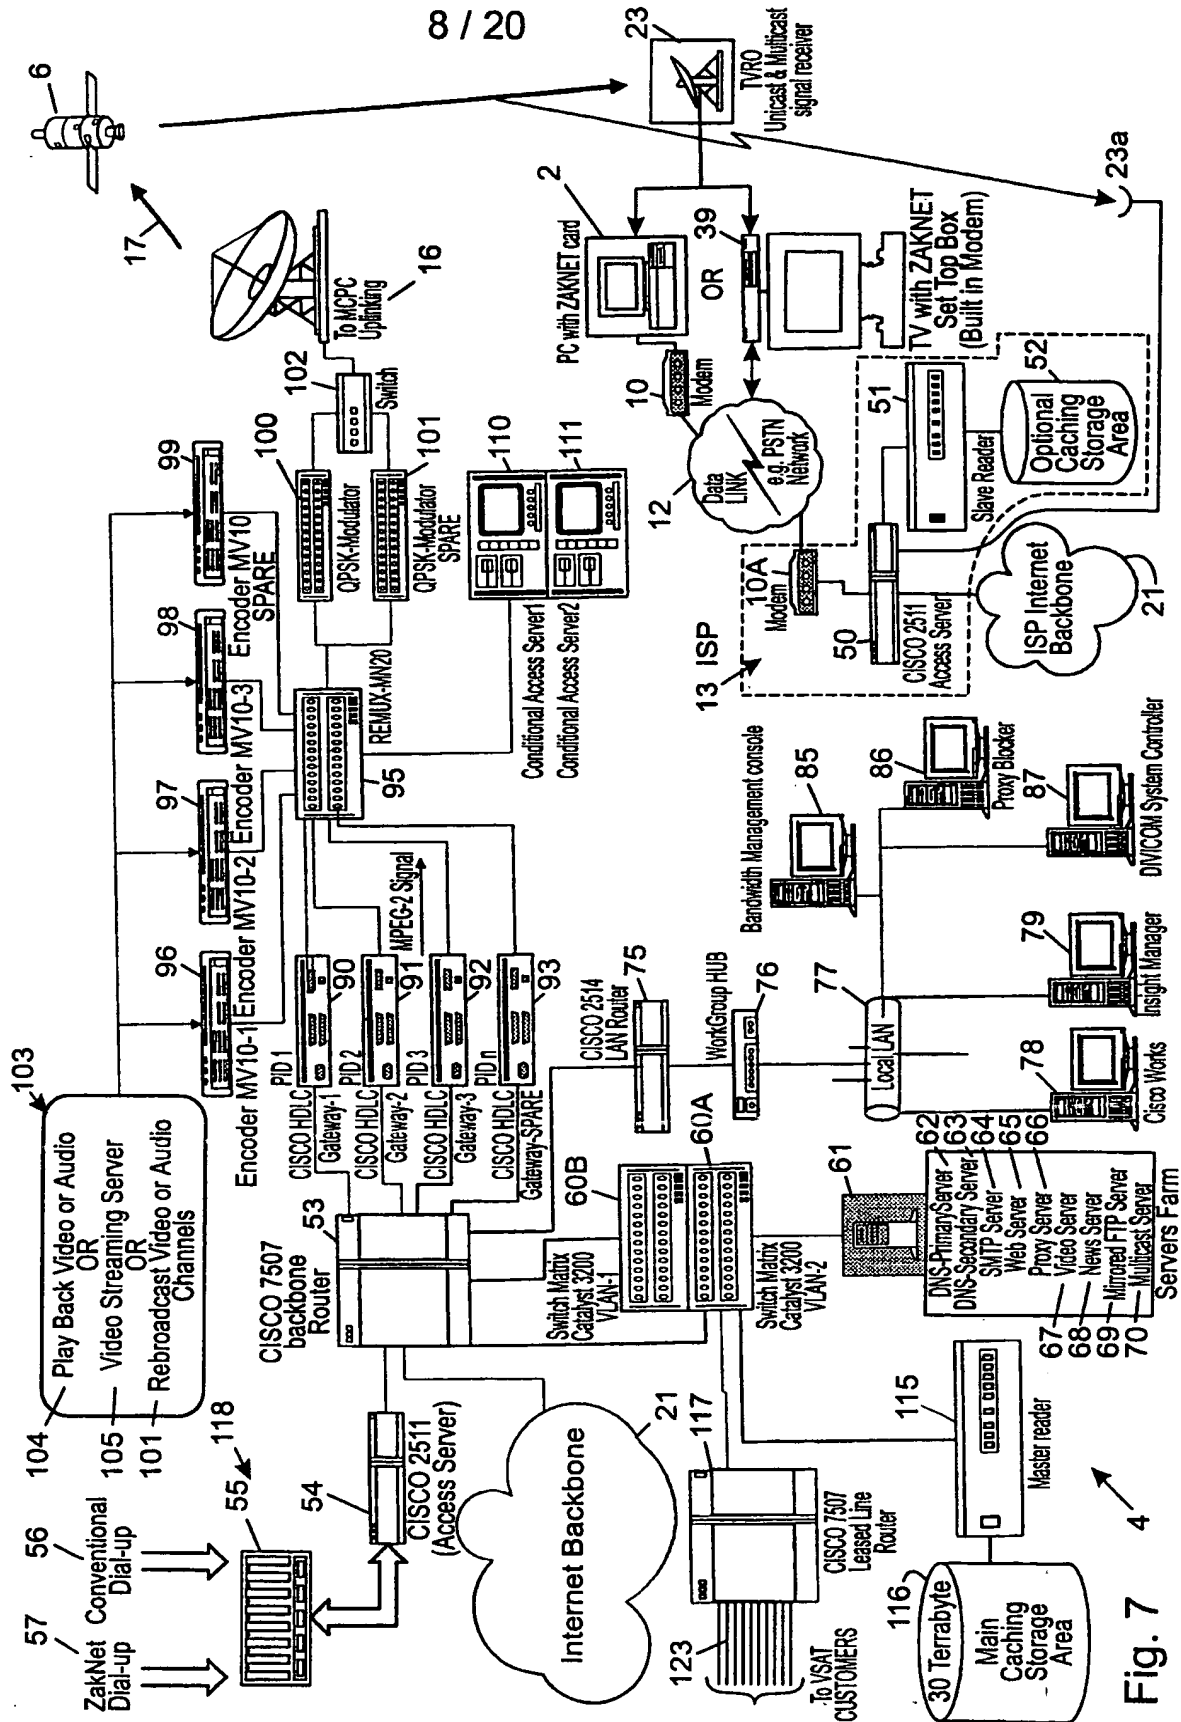 8 / 20
57
ZakNet
Dial-up
56
Conventional
Dial-up
55
118
54
CISCO 2511
(Access Server)
103
104
Play Back Video or Audio
OR
105
Video Streaming Server
OR
101
Rebroadcast Video or Audio
Channels
53
CISCO 7507
backbone
Router
Internet Backbone
21
96
Encoder MV10-1
97
Encoder MV10-2
98
Encoder MV10-3
99
Encoder MV10
SPARE
CISCO HDLC
PID1
Gateway-1
90
CISCO HDLC
PID2
Gateway-2
91
MPEG-2 Signal
CISCO HDLC
PID3
Gateway-3
92
CISCO HDLC
PIDn
Gateway-SPARE
93
95
REMUX-MN20
100
QPSK-Modulator
101
QPSK-Modulator
SPARE
102
Switch
To MCPC
Uplinking
16
17
6
110
Conditional Access Server1
111
Conditional Access Server2
23
TVRO
Unicast & Multicast
signal receiver
23a
2
PC with ZAKNET card
39
OR
TV with ZAKNET
Set Top Box
(Built in Modem)
10
Modem
12
Data
LINK
e.g. PSTN
Network
13 ISP
10A
Modem
50
CISCO 2511
Access Server
51
Slave Reader
52
Optional
Caching
Storage
Area
ISP Internet
Backbone
21
75
CISCO 2514
LAN Router
76
WorkGroup HUB
77
Local LAN
78
Cisco Works
79
Insight Manager
85
Bandwidth Management console
86
Proxy Blocker
87
DIVICOM System Controller
60B
Switch Matrix
Catalyst 3200
VLAN-1
60A
Switch Matrix
Catalyst 3200
VLAN-2
61
DNS-PrimaryServer 62
DNS-Secondary Server 63
SMTP Server 64
Web Server 65
Proxy Server 66
67 Video Server
68 News Server
69 Mirrored FTP Server
70 Multicast Server
Servers Farm
117
CISCO 7507
Leased Line
Router
123
To VSAT
CUSTOMERS
115
Master reader
116
30 Terrabyte
Main
Caching
Storage
Area
4
Fig. 7